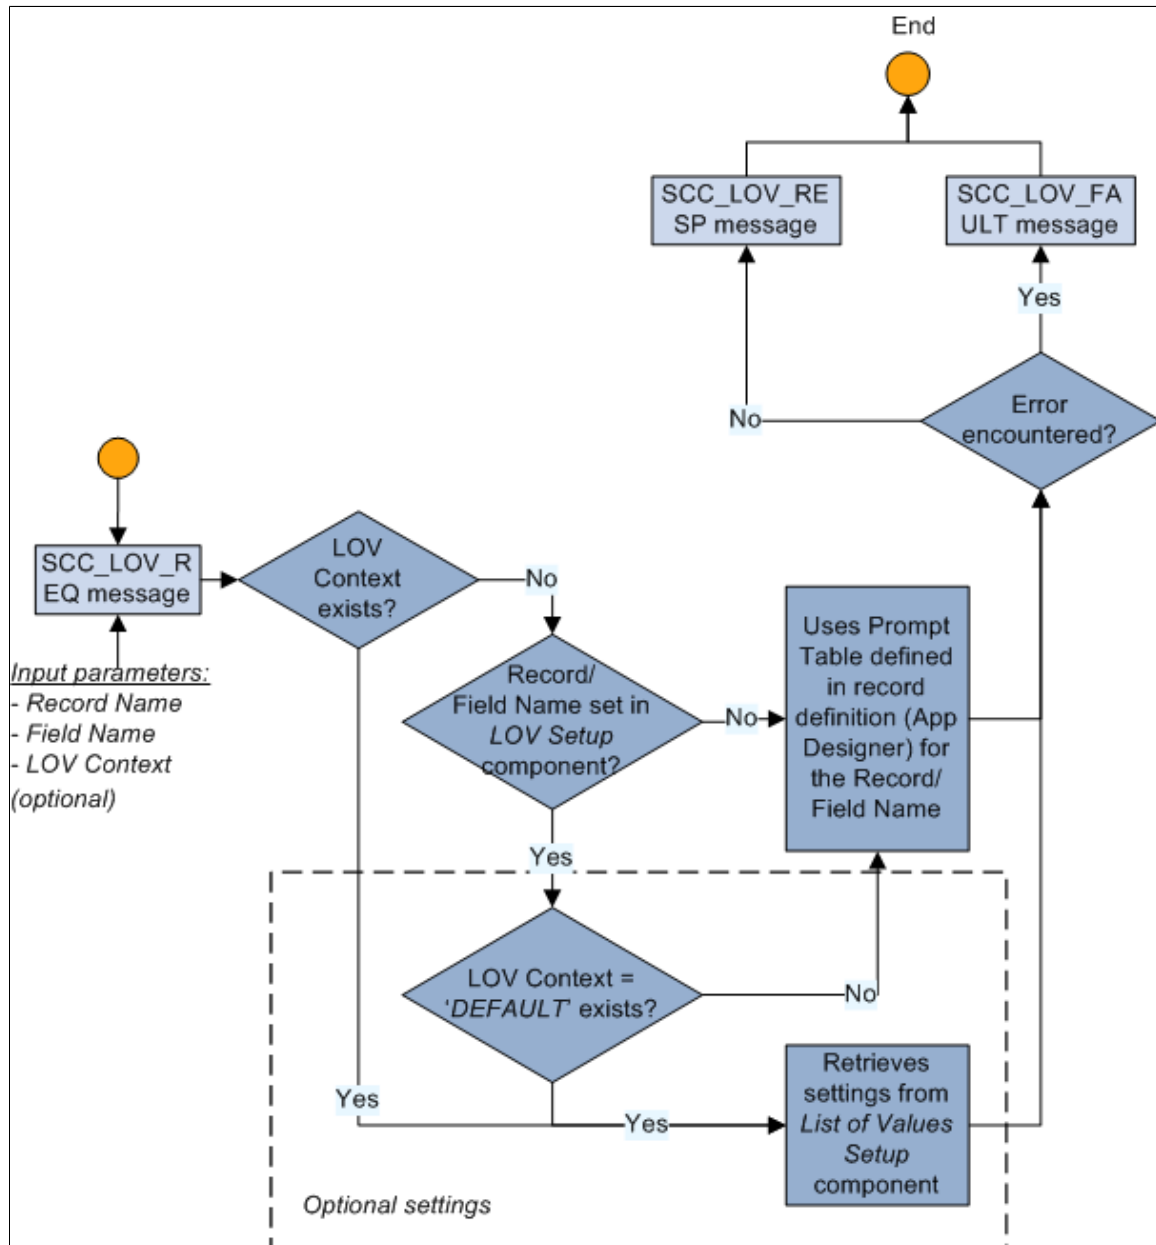 End
SCC_LOV_RE
SP message
SCC_LOV_FA
ULT message
Yes
Error
encountered?
No
SCC_LOV_R
EQ message
LOV
Context
exists?
No
Input parameters:
- Record Name
- Field Name
- LOV Context
(optional)
Record/
Field Name set in
LOV Setup
component?
No
Uses Prompt
Table defined
in record
definition (App
Designer) for
the Record/
Field Name
Yes
LOV Context =
‘DEFAULT’ exists?
No
Yes
Yes
Retrieves
settings from
List of Values
Setup
component
Optional settings